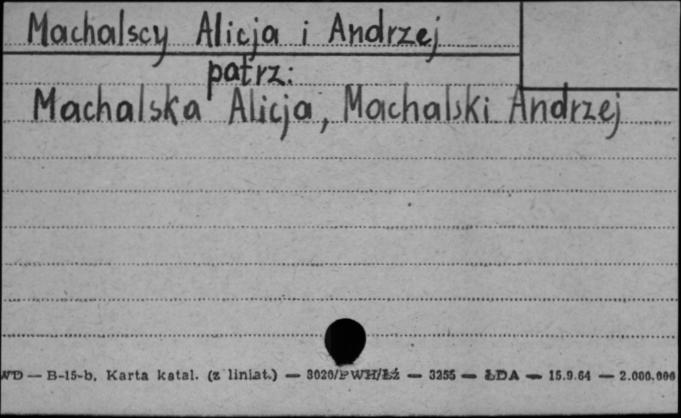 Machalscy Alicja i Andrzej
patrz:
Machalska Alicja, Machalski Andrzej
WD — B-15-b, Karta katal. (z liniat.) — 3020/PWH/Łź — 3255 — ŁDA — 15.9.64 — 2.000.000